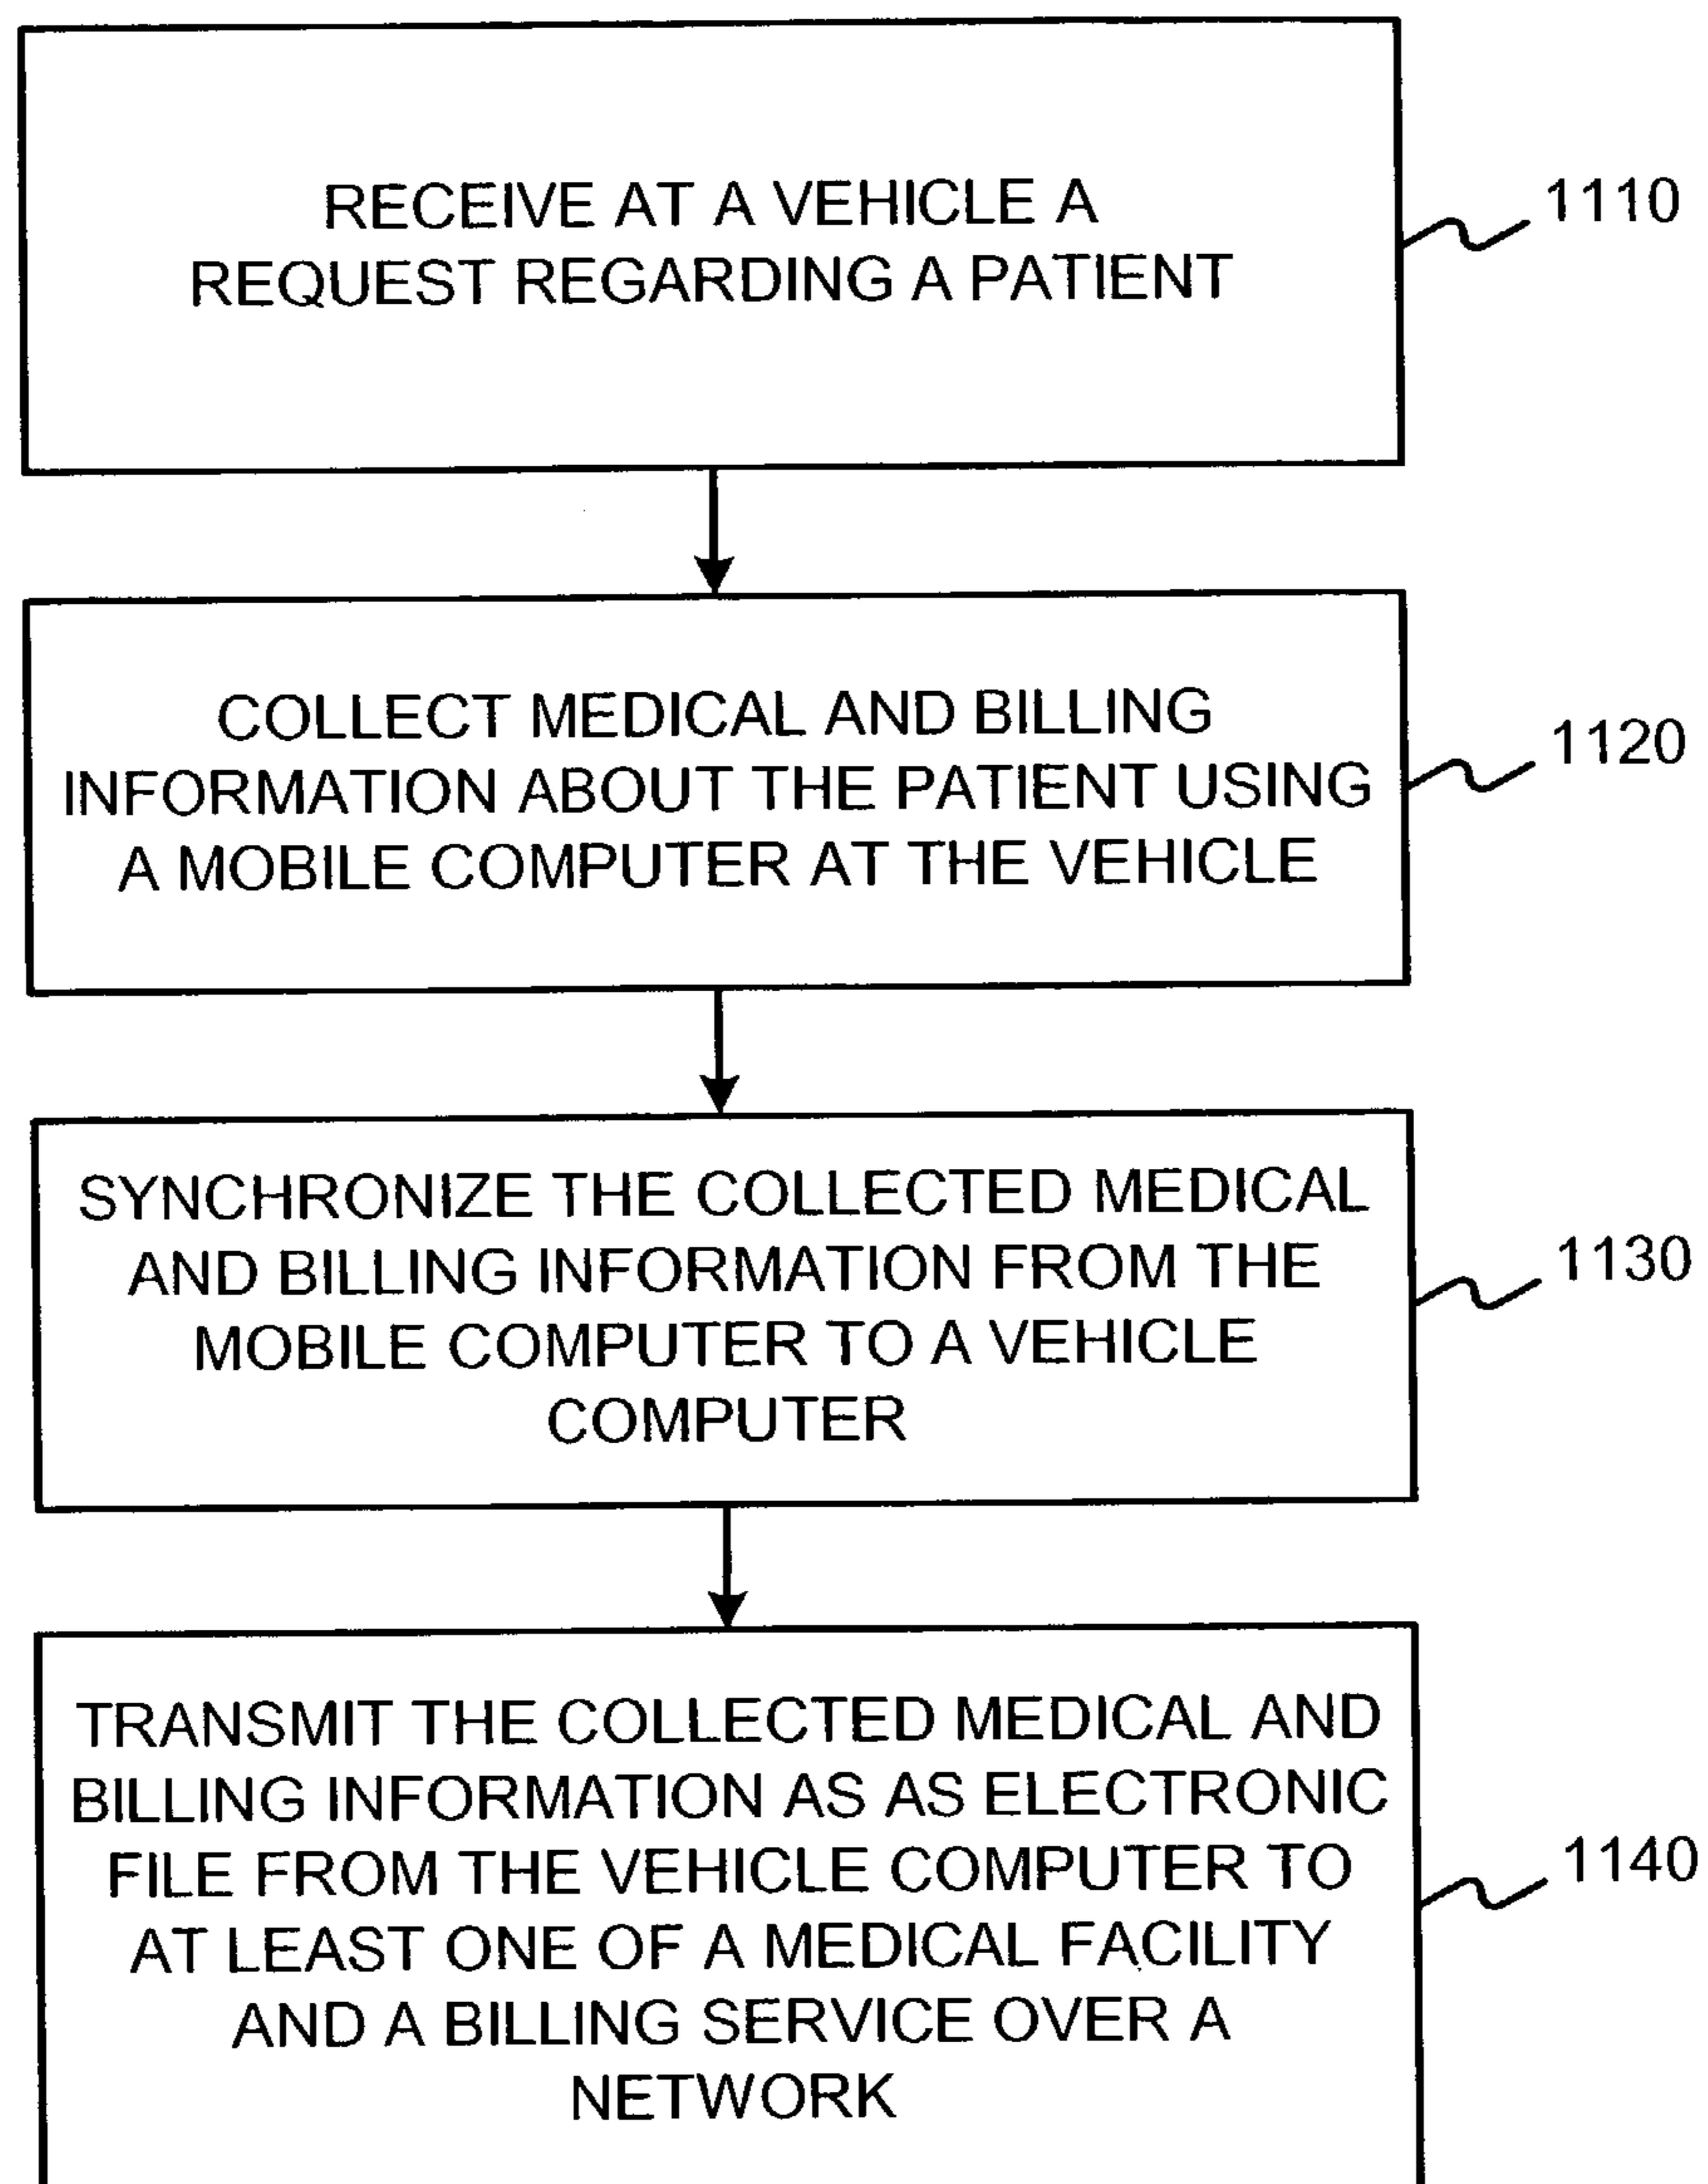 RECEIVE AT A VEHICLE A
REQUEST REGARDING A PATIENT
1110
COLLECT MEDICAL AND BILLING
INFORMATION ABOUT THE PATIENT USING
A MOBILE COMPUTER AT THE VEHICLE
1120
SYNCHRONIZE THE COLLECTED MEDICAL
AND BILLING INFORMATION FROM THE
MOBILE COMPUTER TO A VEHICLE
COMPUTER
1130
TRANSMIT THE COLLECTED MEDICAL AND
BILLING INFORMATION AS AS ELECTRONIC
FILE FROM THE VEHICLE COMPUTER TO
AT LEAST ONE OF A MEDICAL FACILITY
AND A BILLING SERVICE OVER A
NETWORK
1140